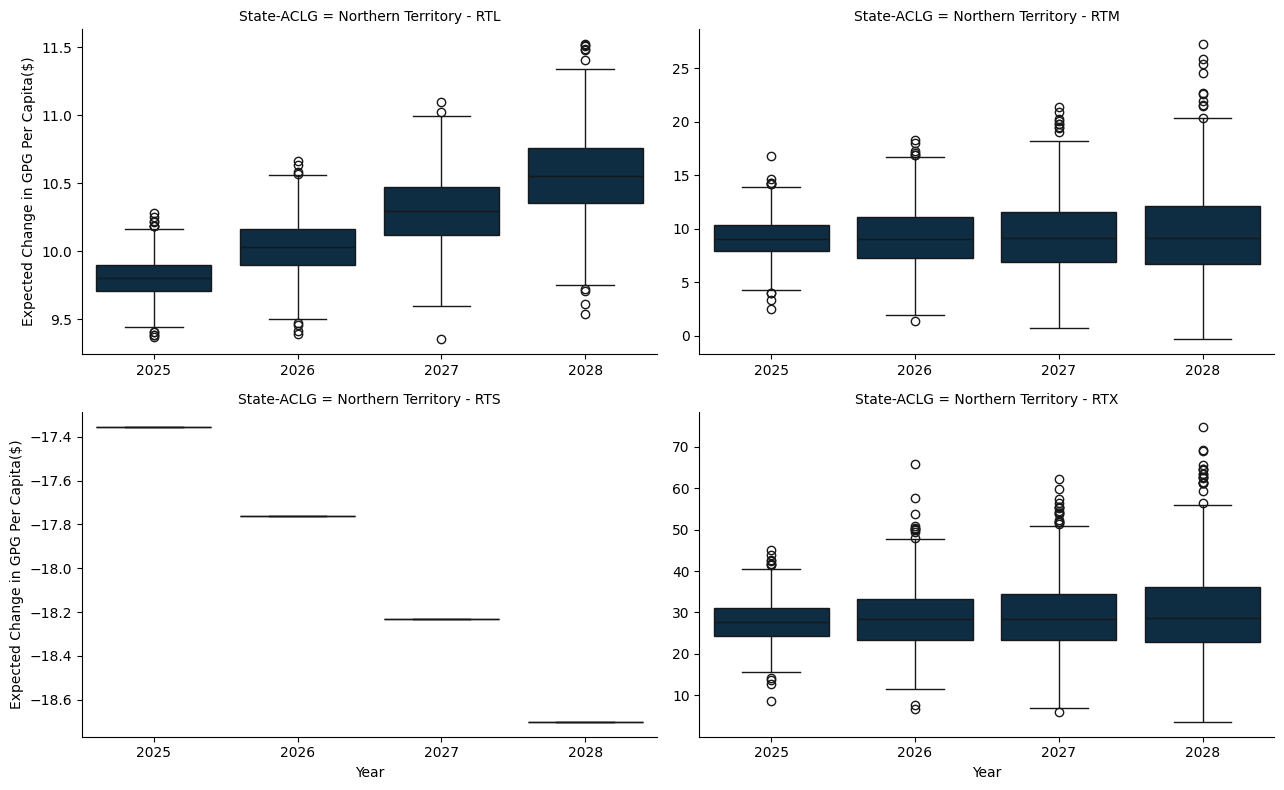 State-ACLG = Northern Territory - RTL
Expected Change in GPG Per Capita($)
11.5
11.0
10.5
10.0
9.5
2025 2026 2027 2028
State-ACLG = Northern Territory - RTM
25
20
15
10
5
0
2025 2026 2027 2028
State-ACLG = Northern Territory - RTS
Expected Change in GPG Per Capita($)
−17.4
−17.6
−17.8
−18.0
−18.2
−18.4
−18.6
2025 2026 2027 2028
Year
State-ACLG = Northern Territory - RTX
70
60
50
40
30
20
10
2025 2026 2027 2028
Year